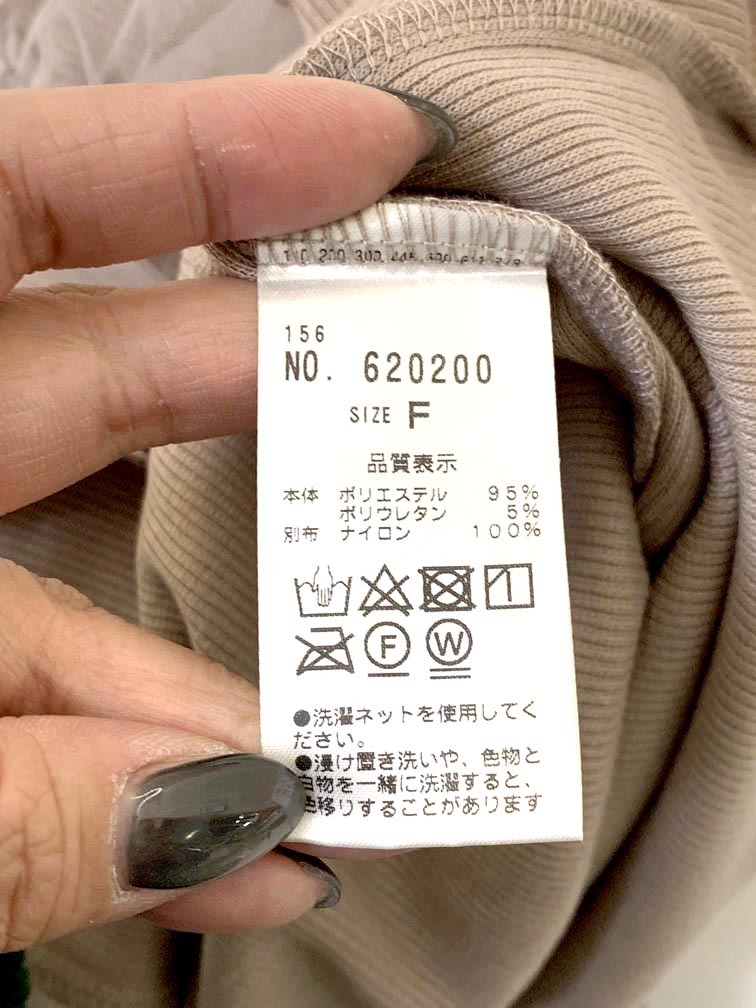 156
NO. 620200
SIZE F
品質表示
本体 ポリエステル 95%
ポリウレタン 5%
別布 ナイロン 100%
F W
●洗濯ネットを使用してく
ださい。
●浸け置き洗いや、色物と
白物を一緒に洗濯すると、
色移りすることがあります